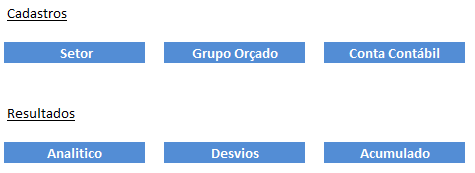 Cadastros
Setor Grupo Orçado Conta Contábil
Resultados
Analitico Desvios Acumulado